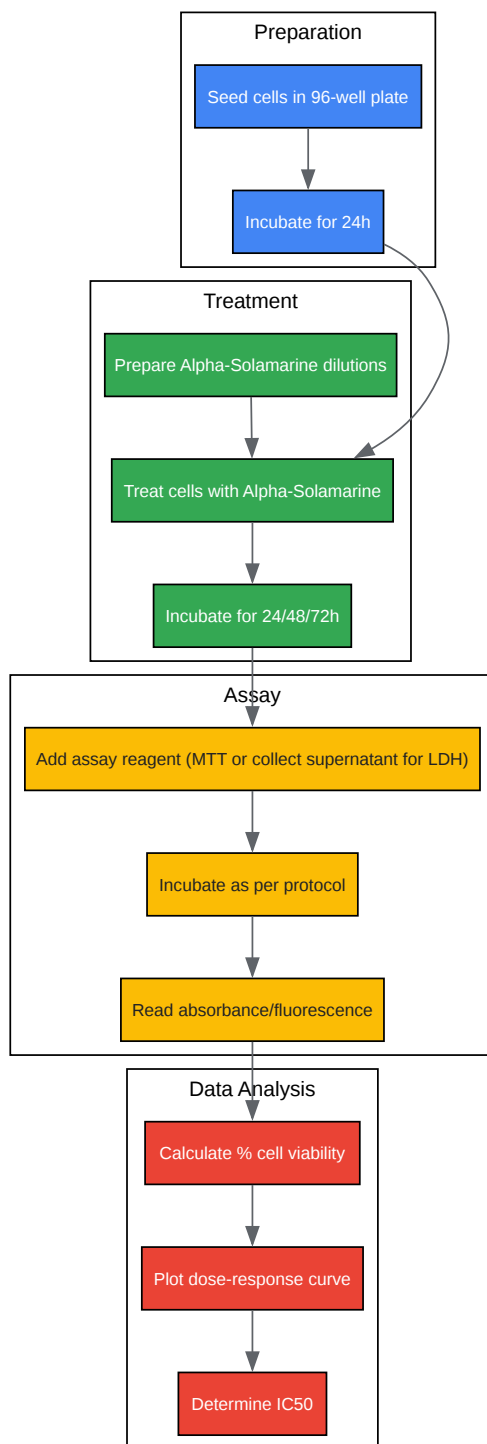 Preparation
Seed cells in 96-well plate
Incubate for 24h
Treatment
Prepare Alpha-Solamarine dilutions
Treat cells with Alpha-Solamarine
Incubate for 24/48/72h
Assay
Add assay reagent (MTT or collect supernatant for LDH)
Incubate as per protocol
Read absorbance/fluorescence
Data Analysis
Calculate % cell viability
Plot dose-response curve
Determine IC50